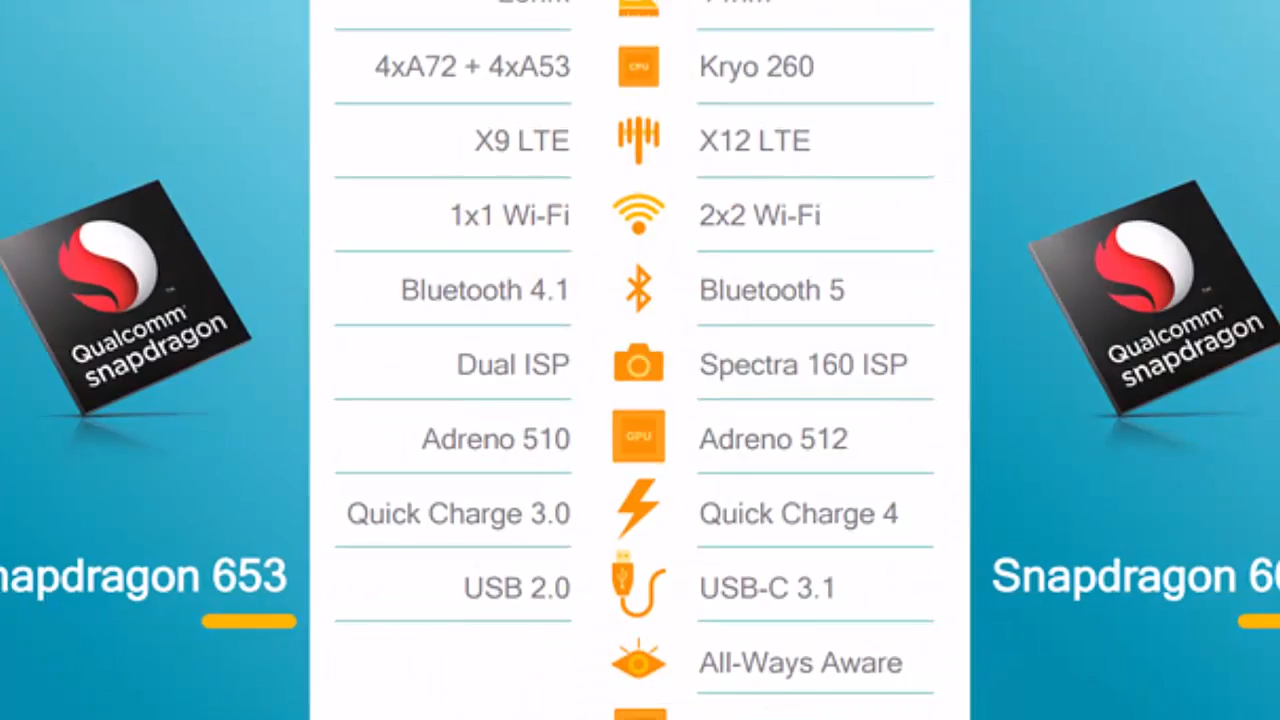 4xA72 + 4xA53 CPU Kryo 260
X9 LTE X12 LTE
1x1 Wi-Fi 2x2 Wi-Fi
Bluetooth 4.1 Bluetooth 5
Dual ISP Spectra 160 ISP
Adreno 510 GPU Adreno 512
Quick Charge 3.0 Quick Charge 4
USB 2.0 USB-C 3.1
All-Ways Aware
Qualcomm
snapdragon
napdragon 653
Qualcomm
snapdragon
Snapdragon